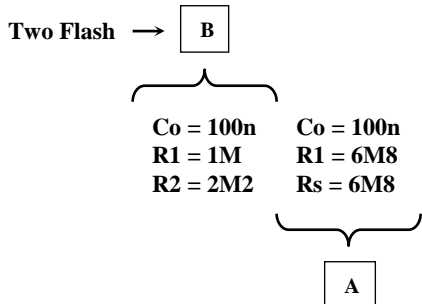 Two Flash → B
Co = 100n Co = 100n
R1 = 1M R1 = 6M8
R2 = 2M2 Rs = 6M8
A